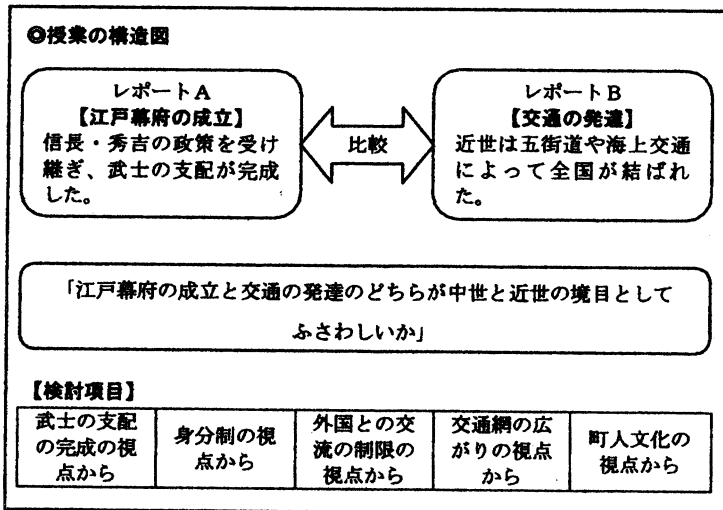 ◎授業の構造図
レポートA
【江戸幕府の成立】
信長・秀吉の政策を受け
継ぎ、武士の支配が完成
した。
比較
レポートB
【交通の発達】
近世は五街道や海上交通
によって全国が結ばれ
た。
「江戸幕府の成立と交通の発達のどちらが中世と近世の境目として
ふさわしいか」
【検討項目】
武士の支配
の完成の視
点から
身分制の視
点から
外国との交
流の制限の
視点から
交通網の広
がりの視点
から
町人文化の
視点から